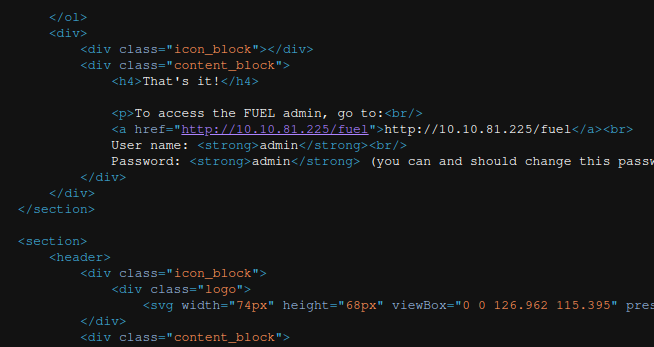 </ol>
<div>
<div class="icon_block"></div>
<div class="content_block">
<h4>That's it!</h4>
<p>To access the FUEL admin, go to:<br/>
<a href="http://10.10.81.225/fuel">http://10.10.81.225/fuel</a><br>
User name: <strong>admin</strong><br/>
Password: <strong>admin</strong> (you can and should change this passw
</div>
</div>
</section>
<section>
<header>
<div class="icon_block">
<div class="logo">
<svg width="74px" height="68px" viewBox="0 0 126.962 115.395" pres
</div>
<div class="content_block">